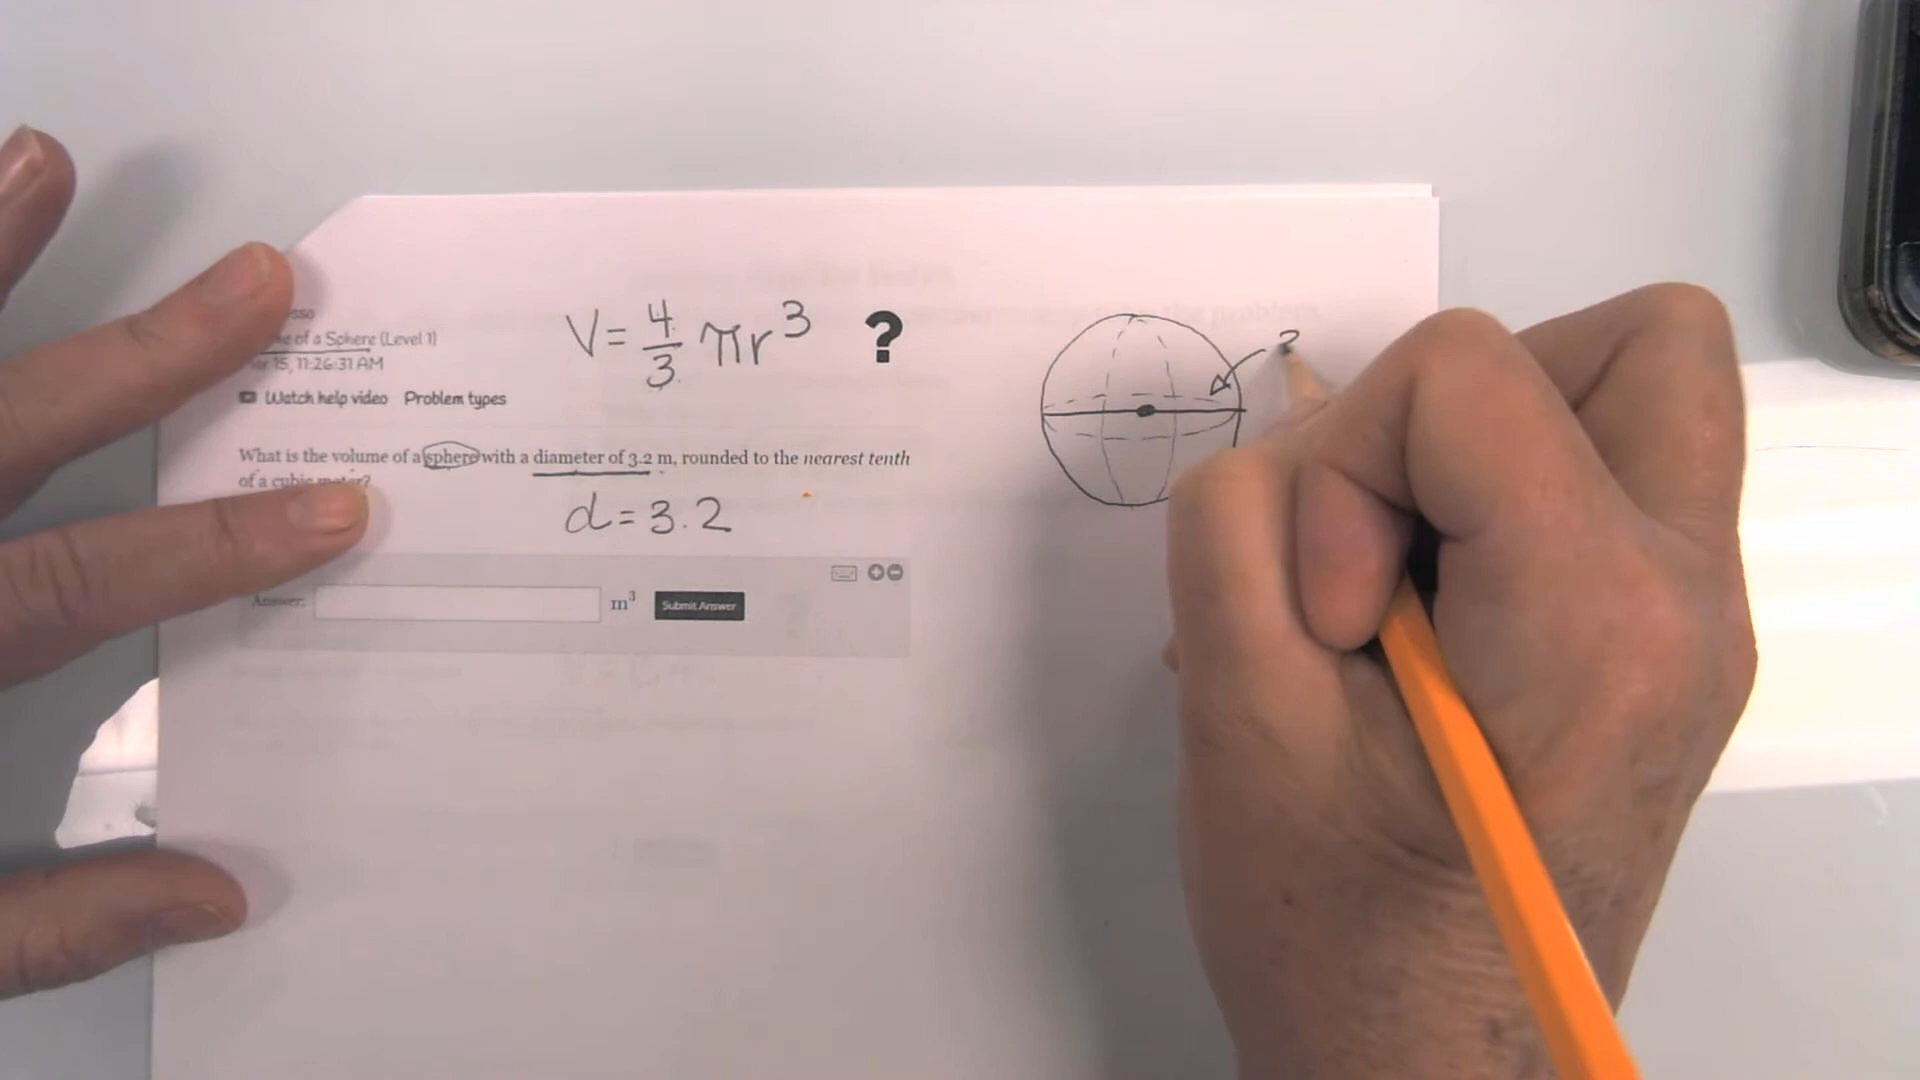 V = 4/3 πr³ ?
of a Sphere (Level 1)
15, 11:26:31 AM
Watch help video Problem types
What is the volume of a sphere with a diameter of 3.2 m, rounded to the nearest tenth
of a cubic meter?
d = 3.2
Answer: m³ Submit Answer